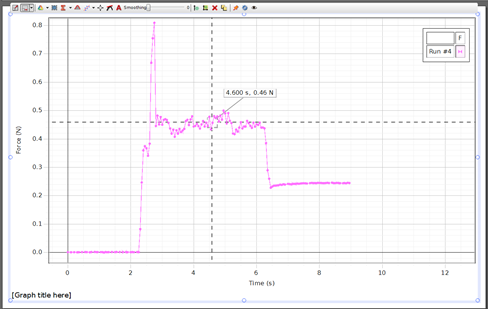 Smoothing
0
F
Run #4
4.600 s, 0.46 N
0.8
0.7
0.6
0.5
0.4
0.3
0.2
0.1
0.0
Force (N)
0 2 4 6 8 10 12
Time (s)
[Graph title here]